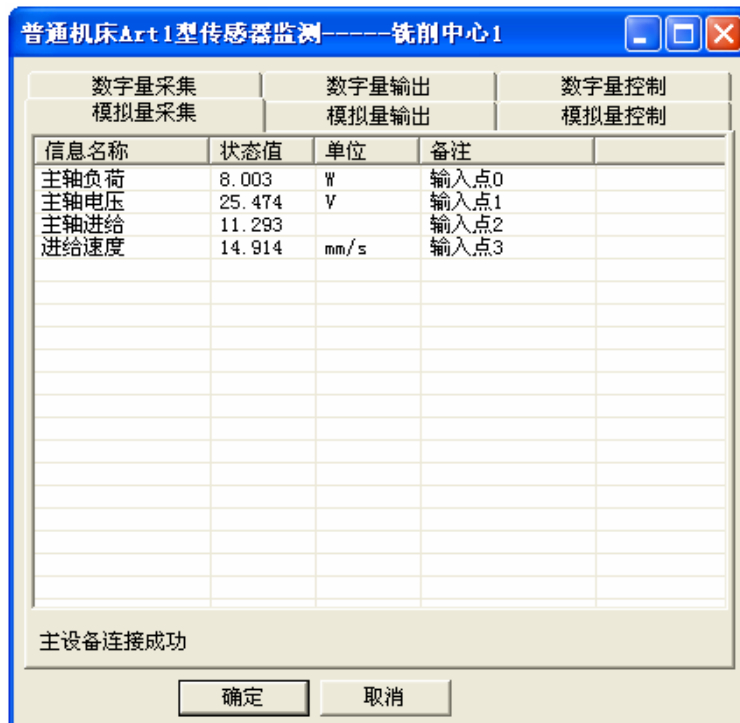 普通机床Art1型传感器监测-----铣削中心1
数字量采集 数字量输出 数字量控制
模拟量采集 模拟量输出 模拟量控制
信息名称 状态值 单位 备注
主轴负荷 8.003 W 输入点0
主轴电压 25.474 V 输入点1
主轴进给 11.293 输入点2
进给速度 14.914 mm/s 输入点3
主设备连接成功
确定 取消